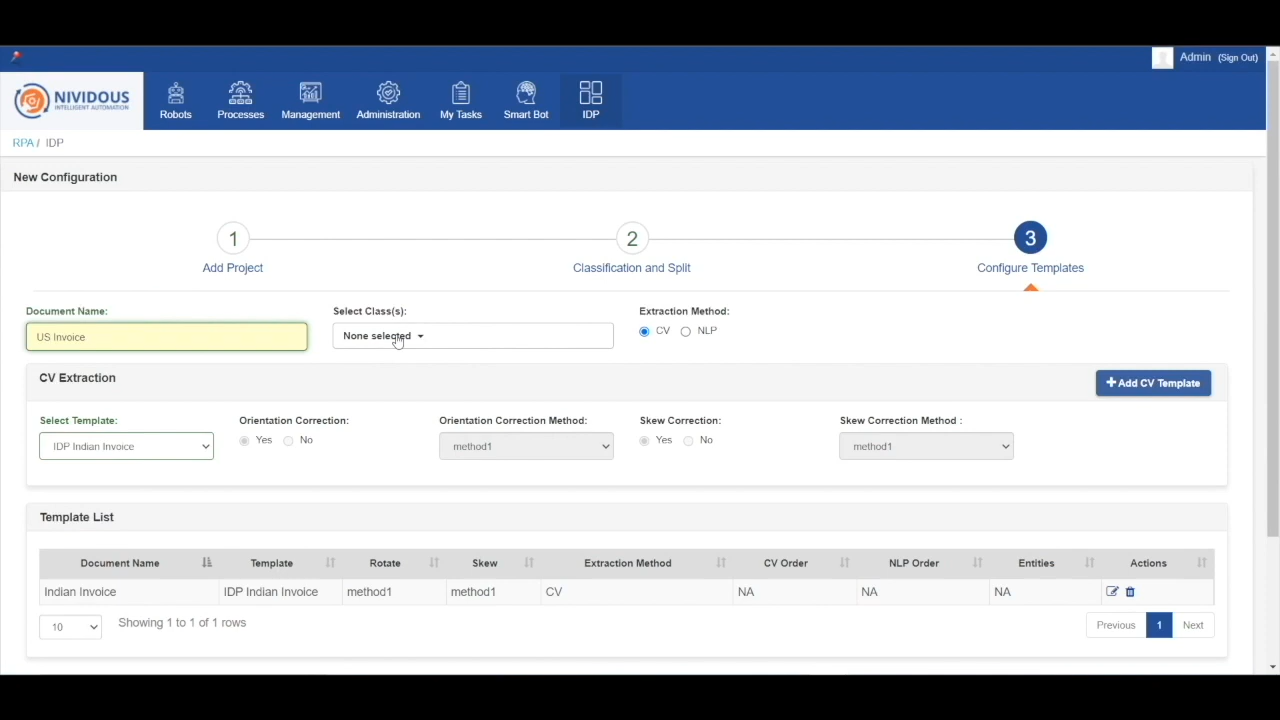 Admin (Sign Out)
NIVIDOUS
INTELLIGENT AUTOMATION
Robots Processes Management Administration My Tasks Smart Bot IDP
RPA / IDP
New Configuration
1 2 3
Add Project Classification and Split Configure Templates
Document Name: Select Class(s): Extraction Method:
US Invoice None selected CV NLP
CV Extraction + Add CV Template
Select Template: Orientation Correction: Orientation Correction Method: Skew Correction: Skew Correction Method :
IDP Indian Invoice Yes No method1 Yes No method1
Template List
Document Name Template Rotate Skew Extraction Method CV Order NLP Order Entities Actions
Indian Invoice IDP Indian Invoice method1 method1 CV NA NA NA
10 Showing 1 to 1 of 1 rows Previous 1 Next